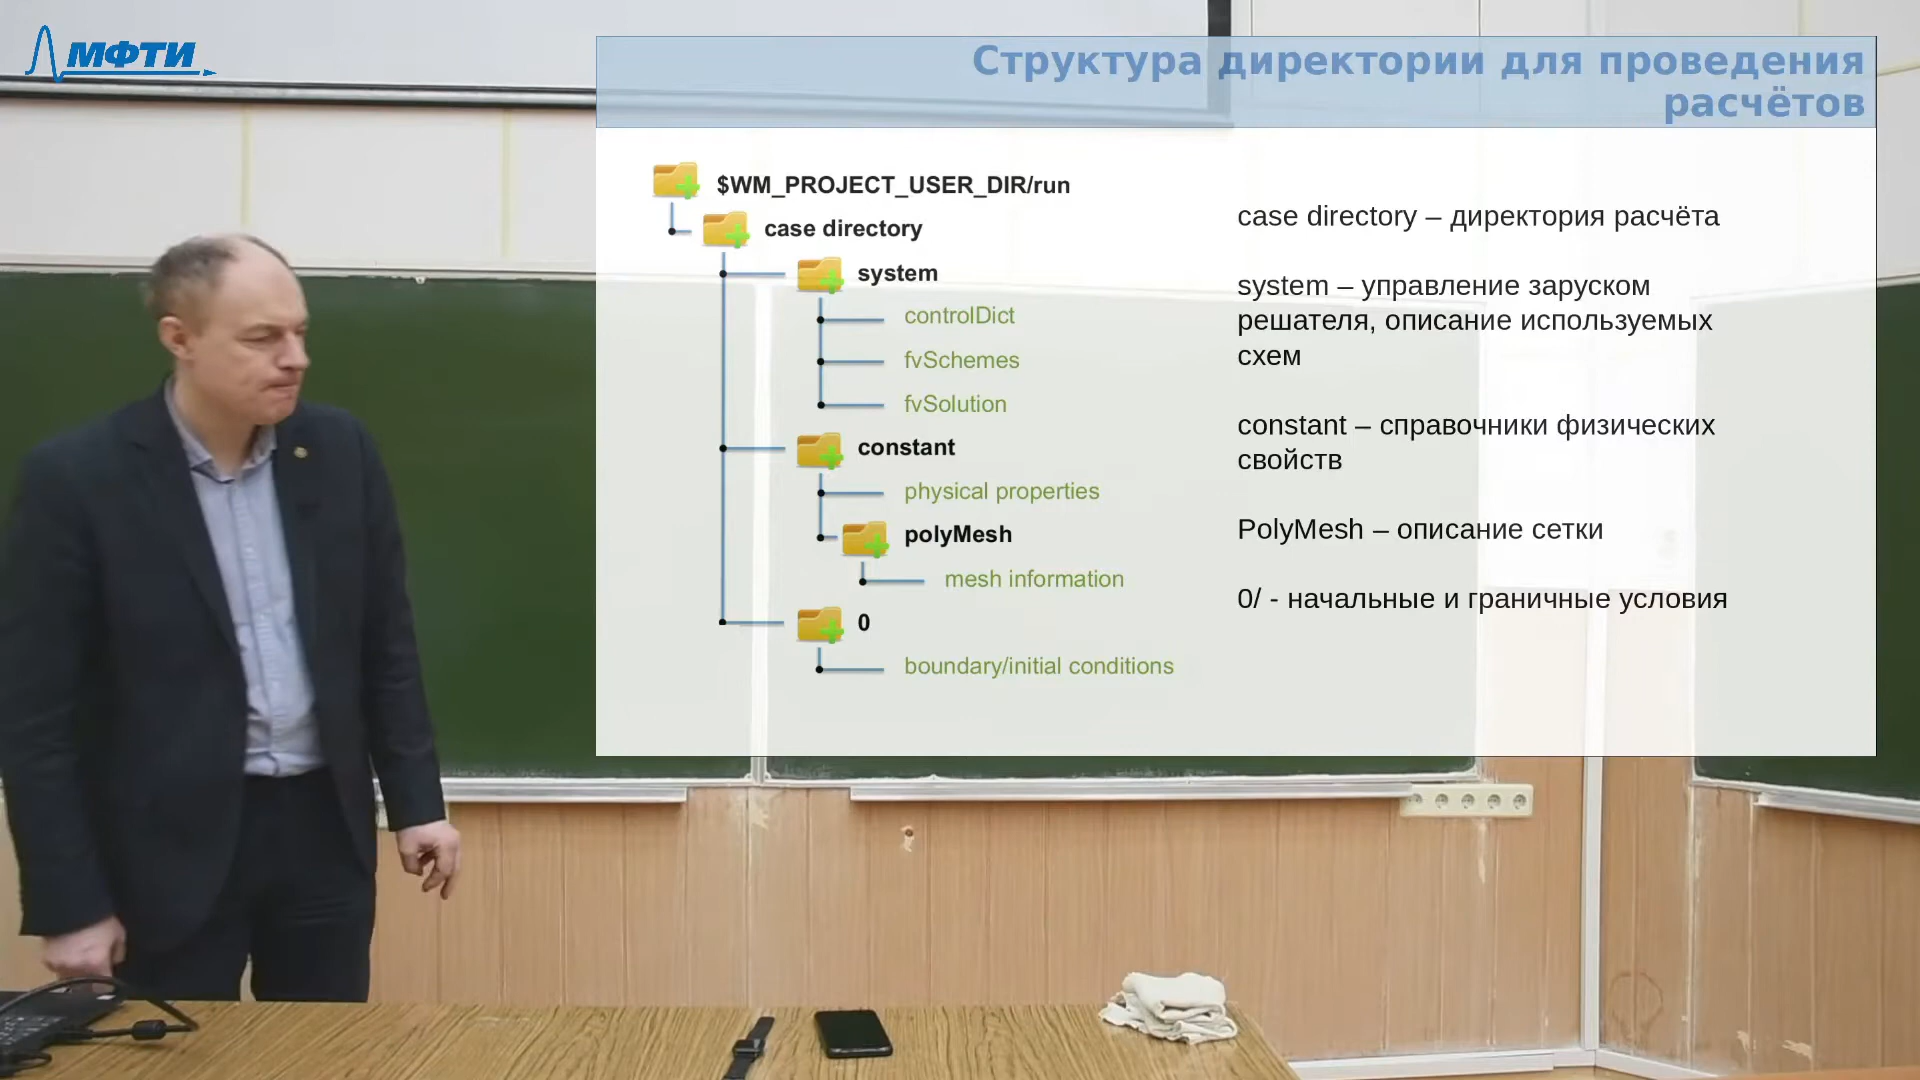 МФТИ
Структура директории для проведения
расчётов
$WM_PROJECT_USER_DIR/run
case directory
system
controlDict
fvSchemes
fvSolution
constant
physical properties
polyMesh
mesh information
0
boundary/initial conditions
case directory – директория расчёта
system – управление заруском
решателя, описание используемых
схем
constant – справочники физических
свойств
PolyMesh – описание сетки
0/ - начальные и граничные условия